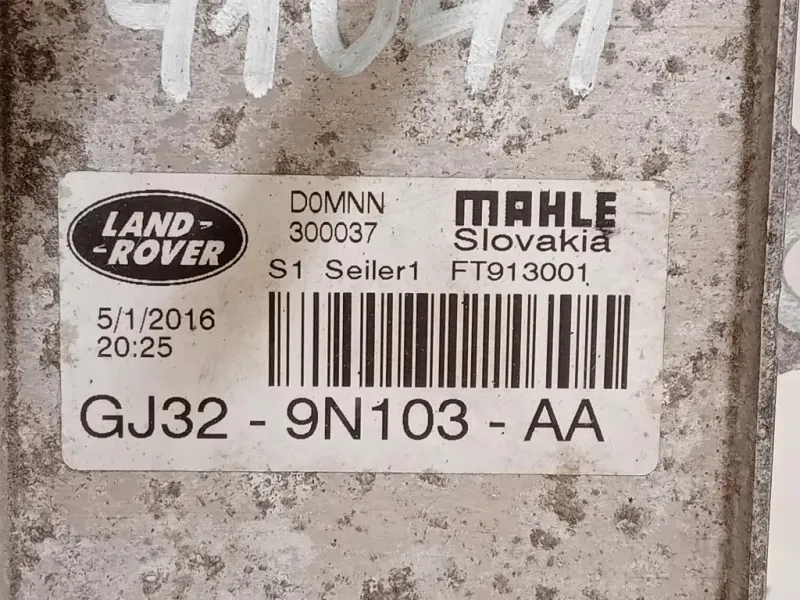 LAND-
-ROVER
D0MNN
300037
MAHLE
Slovakia
S1 Seiler1 FT913001
5/1/2016
20:25
GJ32 - 9N103 - AA